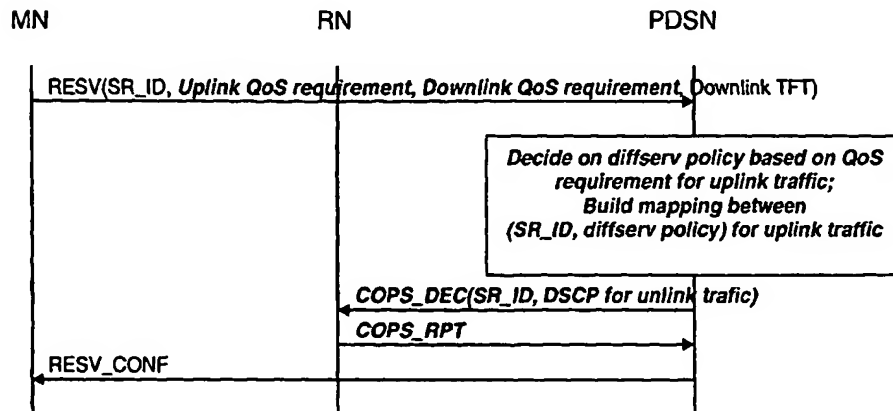 MN RN PDSN
RESV(SR_ID, Uplink QoS requirement, Downlink QoS requirement, Downlink TFT)
Decide on diffserv policy based on QoS
requirement for uplink traffic;
Build mapping between
(SR_ID, diffserv policy) for uplink traffic
COPS_DEC(SR_ID, DSCP for unlink trafic)
COPS_RPT
RESV_CONF